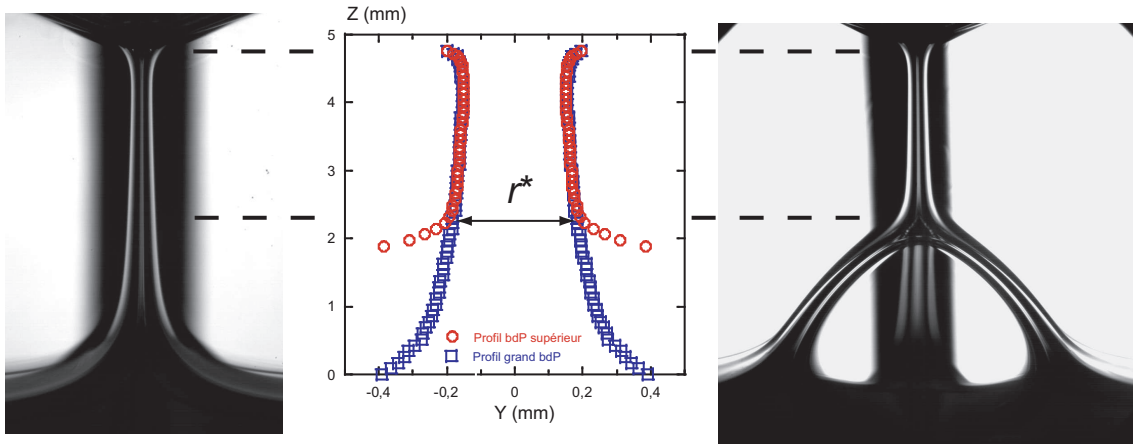 Z (mm)
5
4
3
2
1
0
r*
Profil bdP supérieur
Profil grand bdP
-0,4
-0,2
0
0,2
0,4
Y (mm)